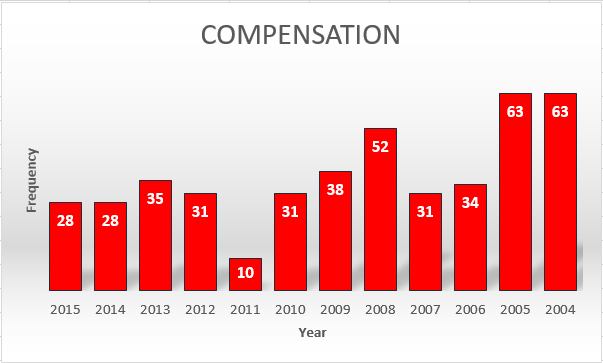 COMPENSATION
Frequency
28 28 35 31 10 31 38 52 31 34 63 63
2015 2014 2013 2012 2011 2010 2009 2008 2007 2006 2005 2004
Year